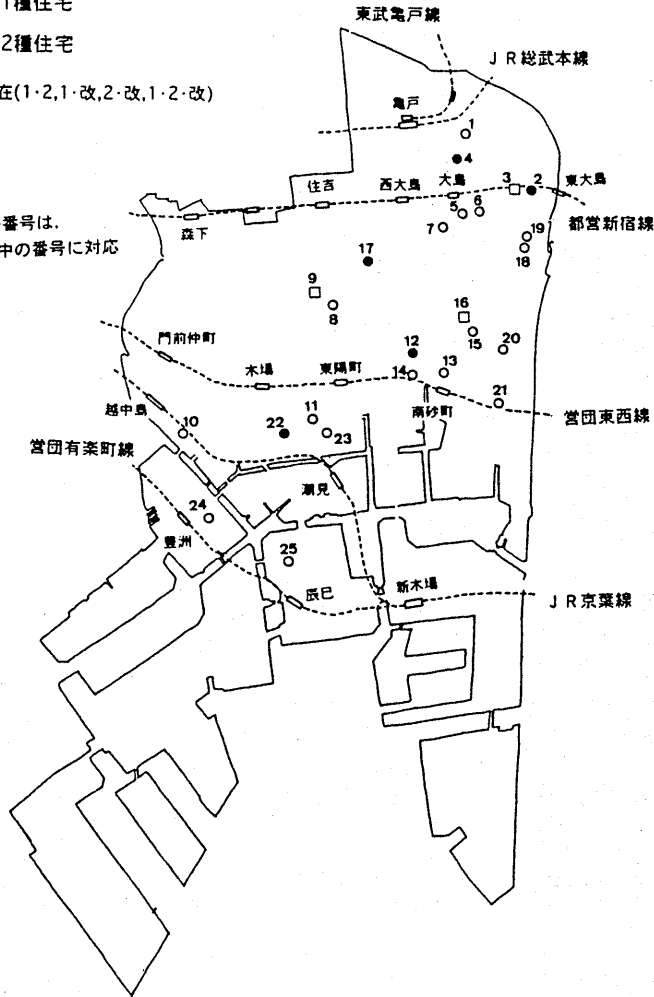 1種住宅
2種住宅
在(1・2,1・改,2・改,1・2・改)
番号は、
中の番号に対応
東武亀戸線
JR総武本線
亀戸
1
4
住吉
西大島
大島
3
2
東大島
森下
5
6
7
都営新宿線
19
18
17
9
8
16
15
20
門前仲町
木場
東陽町
12
14
13
南砂町
21
営団東西線
越中島
10
11
22
23
営団有楽町線
潮見
24
豊洲
25
辰巳
新木場
JR京葉線